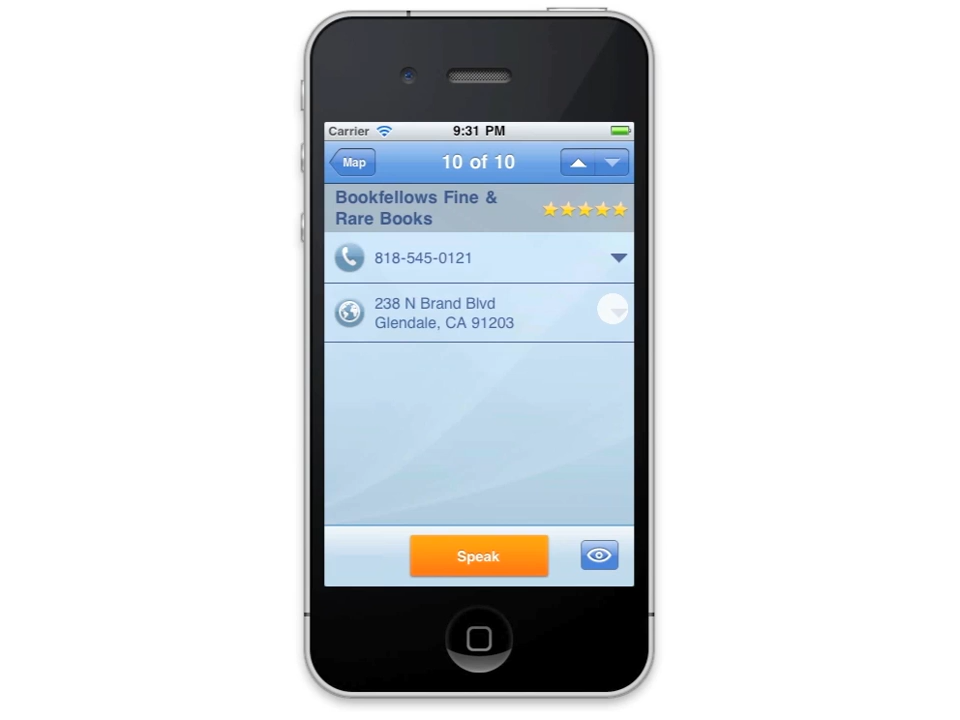 Carrier 9:31 PM
Map 10 of 10
Bookfellows Fine &
Rare Books
818-545-0121
238 N Brand Blvd
Glendale, CA 91203
Speak